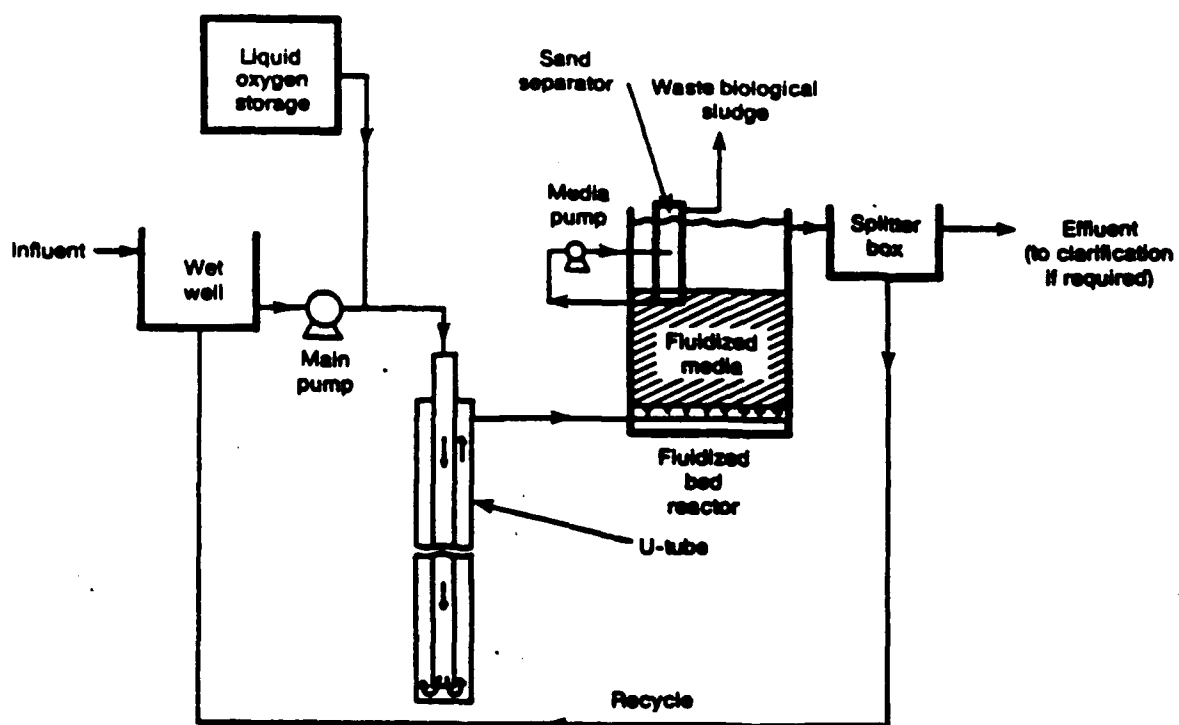 Liquid
oxygen
storage
Sand
separator
Waste biological
sludge
Media
pump
Influent
Wet
well
Main
pump
Splitter
box
Effluent
(to clarification
if required)
Fluidized
media
Fluidized
bed
reactor
U-tube
Recycle